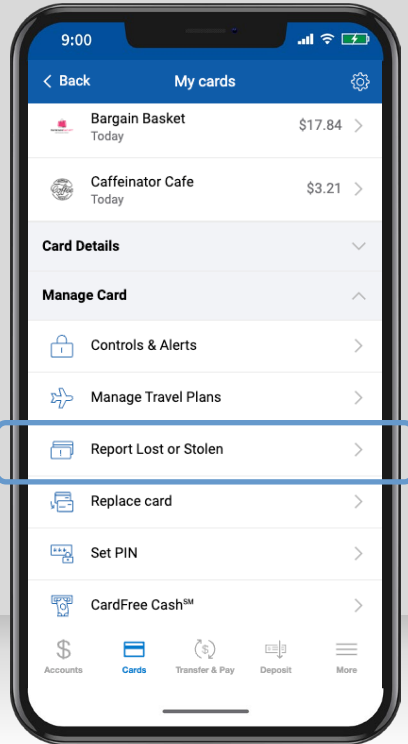 9:00
Back My cards
Bargain Basket $17.84
Today
Caffeinator Cafe $3.21
Today
Card Details
Manage Card
Controls & Alerts
Manage Travel Plans
Report Lost or Stolen
Replace card
Set PIN
CardFree Cash℠
Accounts Cards Transfer & Pay Deposit More